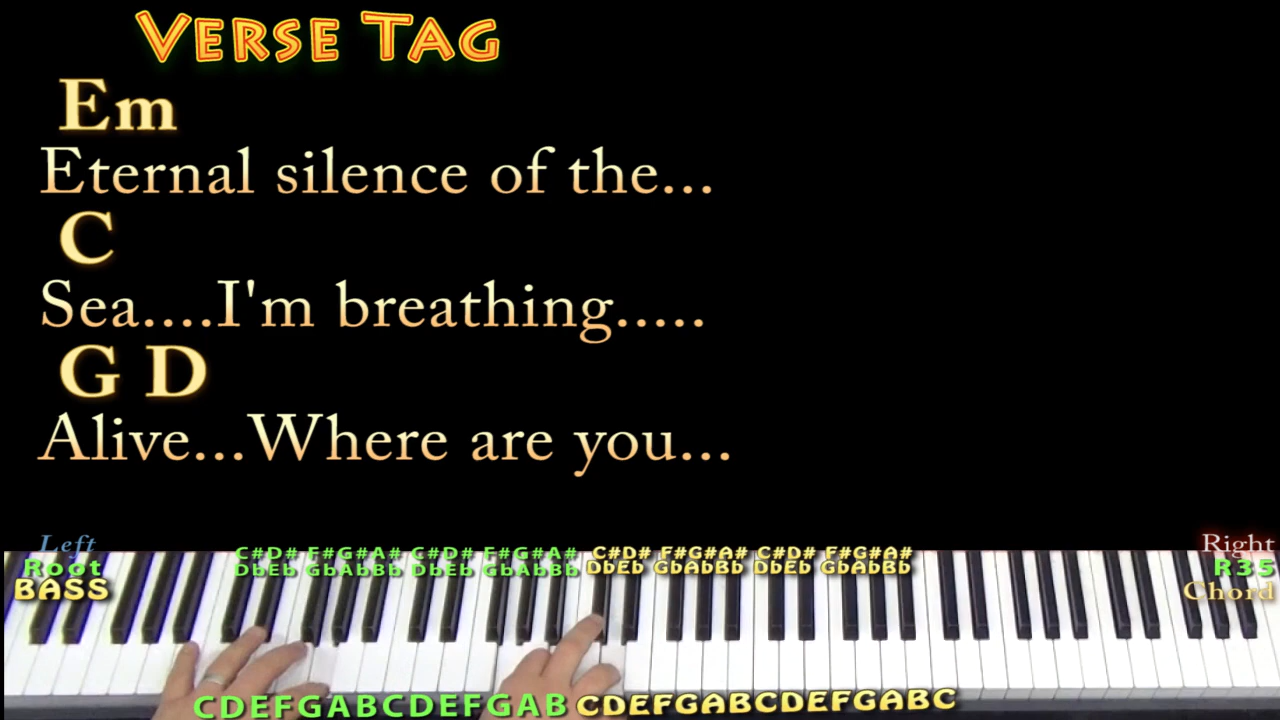 VERSE TAG
Em
Eternal silence of the...
C
Sea....I'm breathing.....
G D
Alive...Where are you...
Left
Root
BASS
C#D# F#G#A# C#D# F#G#A# C#D# F#G#A# C#D# F#G#A#
DbEb GbAbBb DbEb GbAbBb DbEb GbAbBb DbEb GbAbBb
Right
R35
Chord
CDEFGABCDEFGAB CDEFGABCDEFGABC